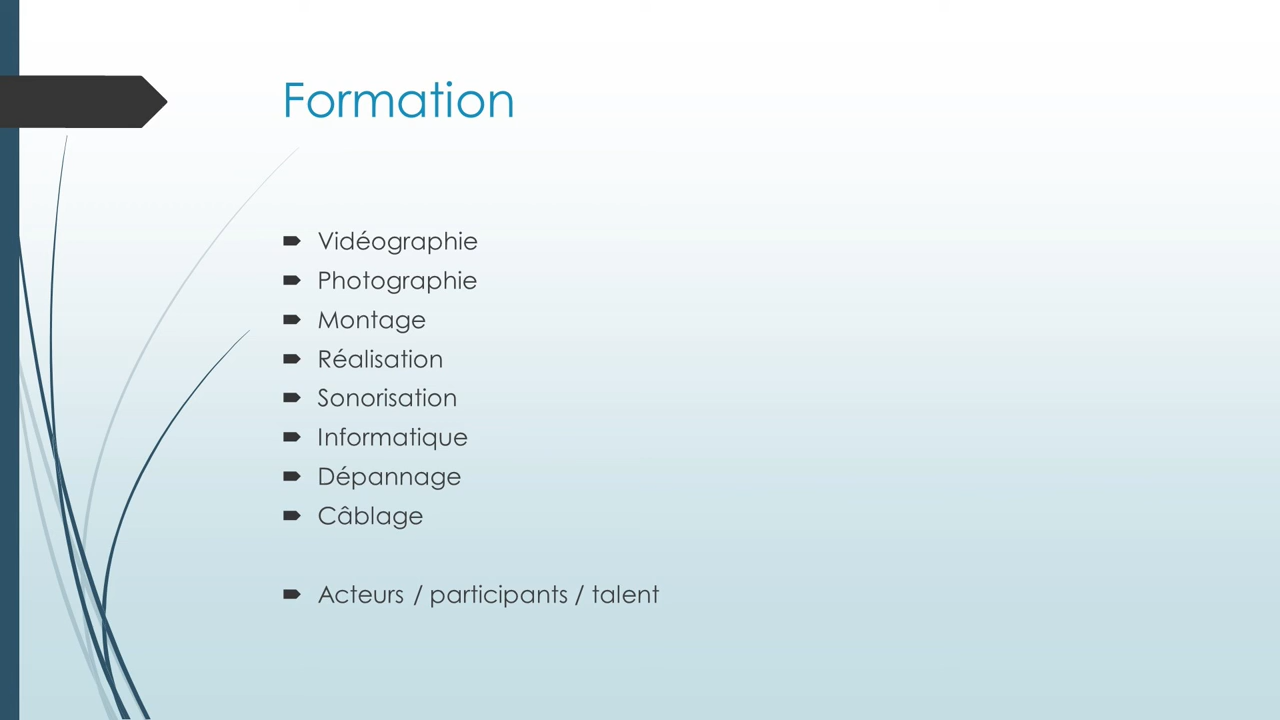 Formation
Vidéographie
Photographie
Montage
Réalisation
Sonorisation
Informatique
Dépannage
Câblage
Acteurs / participants / talent